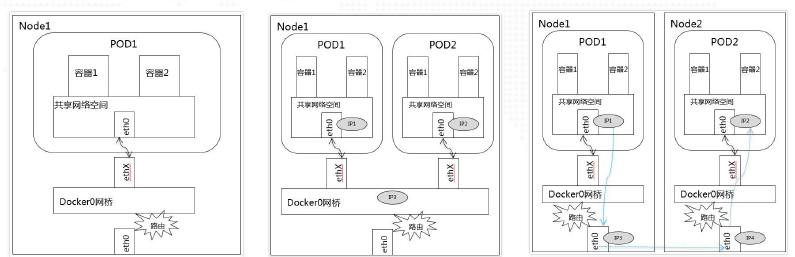 Node1
POD1
容器1
容器2
共享网络空间
eth0
ethX
Docker0网桥
路由
eth0
Node1
POD1
容器1
容器2
共享网络空间
eth0
IP1
ethX
POD2
容器1
容器2
共享网络空间
eth0
IP2
ethX
Docker0网桥
IP3
路由
eth0
Node1
POD1
容器1
容器2
共享网络空间
eth0
IP1
ethX
Docker0网桥
路由
eth0
IP3
Node2
POD2
容器1
容器2
共享网络空间
eth0
IP2
ethX
Docker0网桥
路由
eth0
IP4